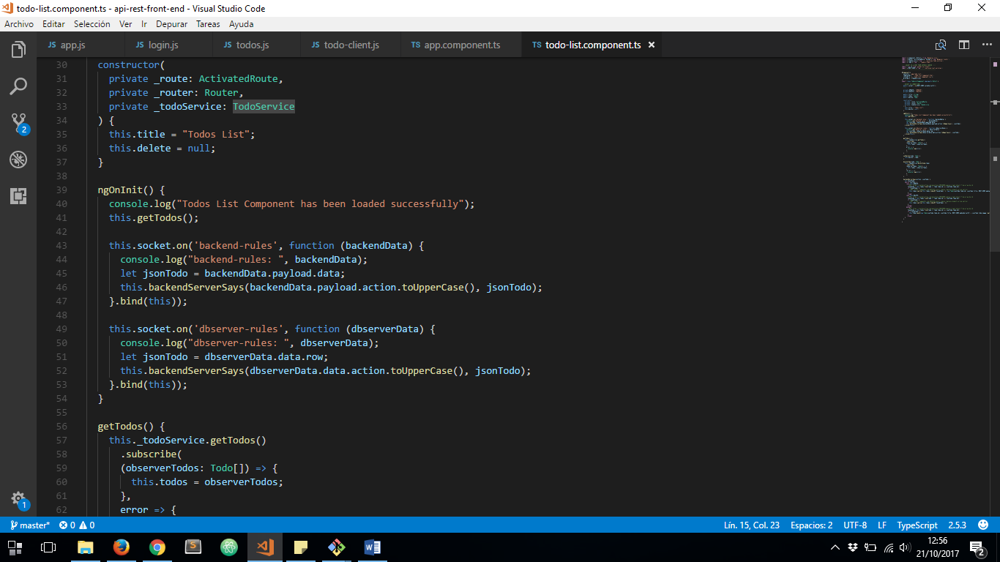 todo-list.component.ts - api-rest-front-end - Visual Studio Code
Archivo Editar Selección Ver Ir Depurar Tareas Ayuda
JS app.js JS login.js JS todos.js JS todo-client.js TS app.component.ts TS todo-list.component.ts
30 constructor(
31 private _route: ActivatedRoute,
32 private _router: Router,
33 private _todoService: TodoService
34 ) {
35 this.title = "Todos List";
36 this.delete = null;
37 }
38
39 ngOnInit() {
40 console.log("Todos List Component has been loaded successfully");
41 this.getTodos();
42
43 this.socket.on('backend-rules', function (backendData) {
44 console.log("backend-rules: ", backendData);
45 let jsonTodo = backendData.payload.data;
46 this.backendServerSays(backendData.payload.action.toUpperCase(), jsonTodo);
47 }.bind(this));
48
49 this.socket.on('dbserver-rules', function (dbserverData) {
50 console.log("dbserver-rules: ", dbserverData);
51 let jsonTodo = dbserverData.data.row;
52 this.backendServerSays(dbserverData.data.action.toUpperCase(), jsonTodo);
53 }.bind(this));
54 }
55
56 getTodos() {
57 this._todoService.getTodos()
58 .subscribe(
59 (observerTodos: Todo[]) => {
60 this.todos = observerTodos;
61 },
62 error => {
2
1
master* 0 0 Lín. 15, Col. 23 Espacios: 2 UTF-8 LF TypeScript 2.5.3
12:56
21/10/2017
2